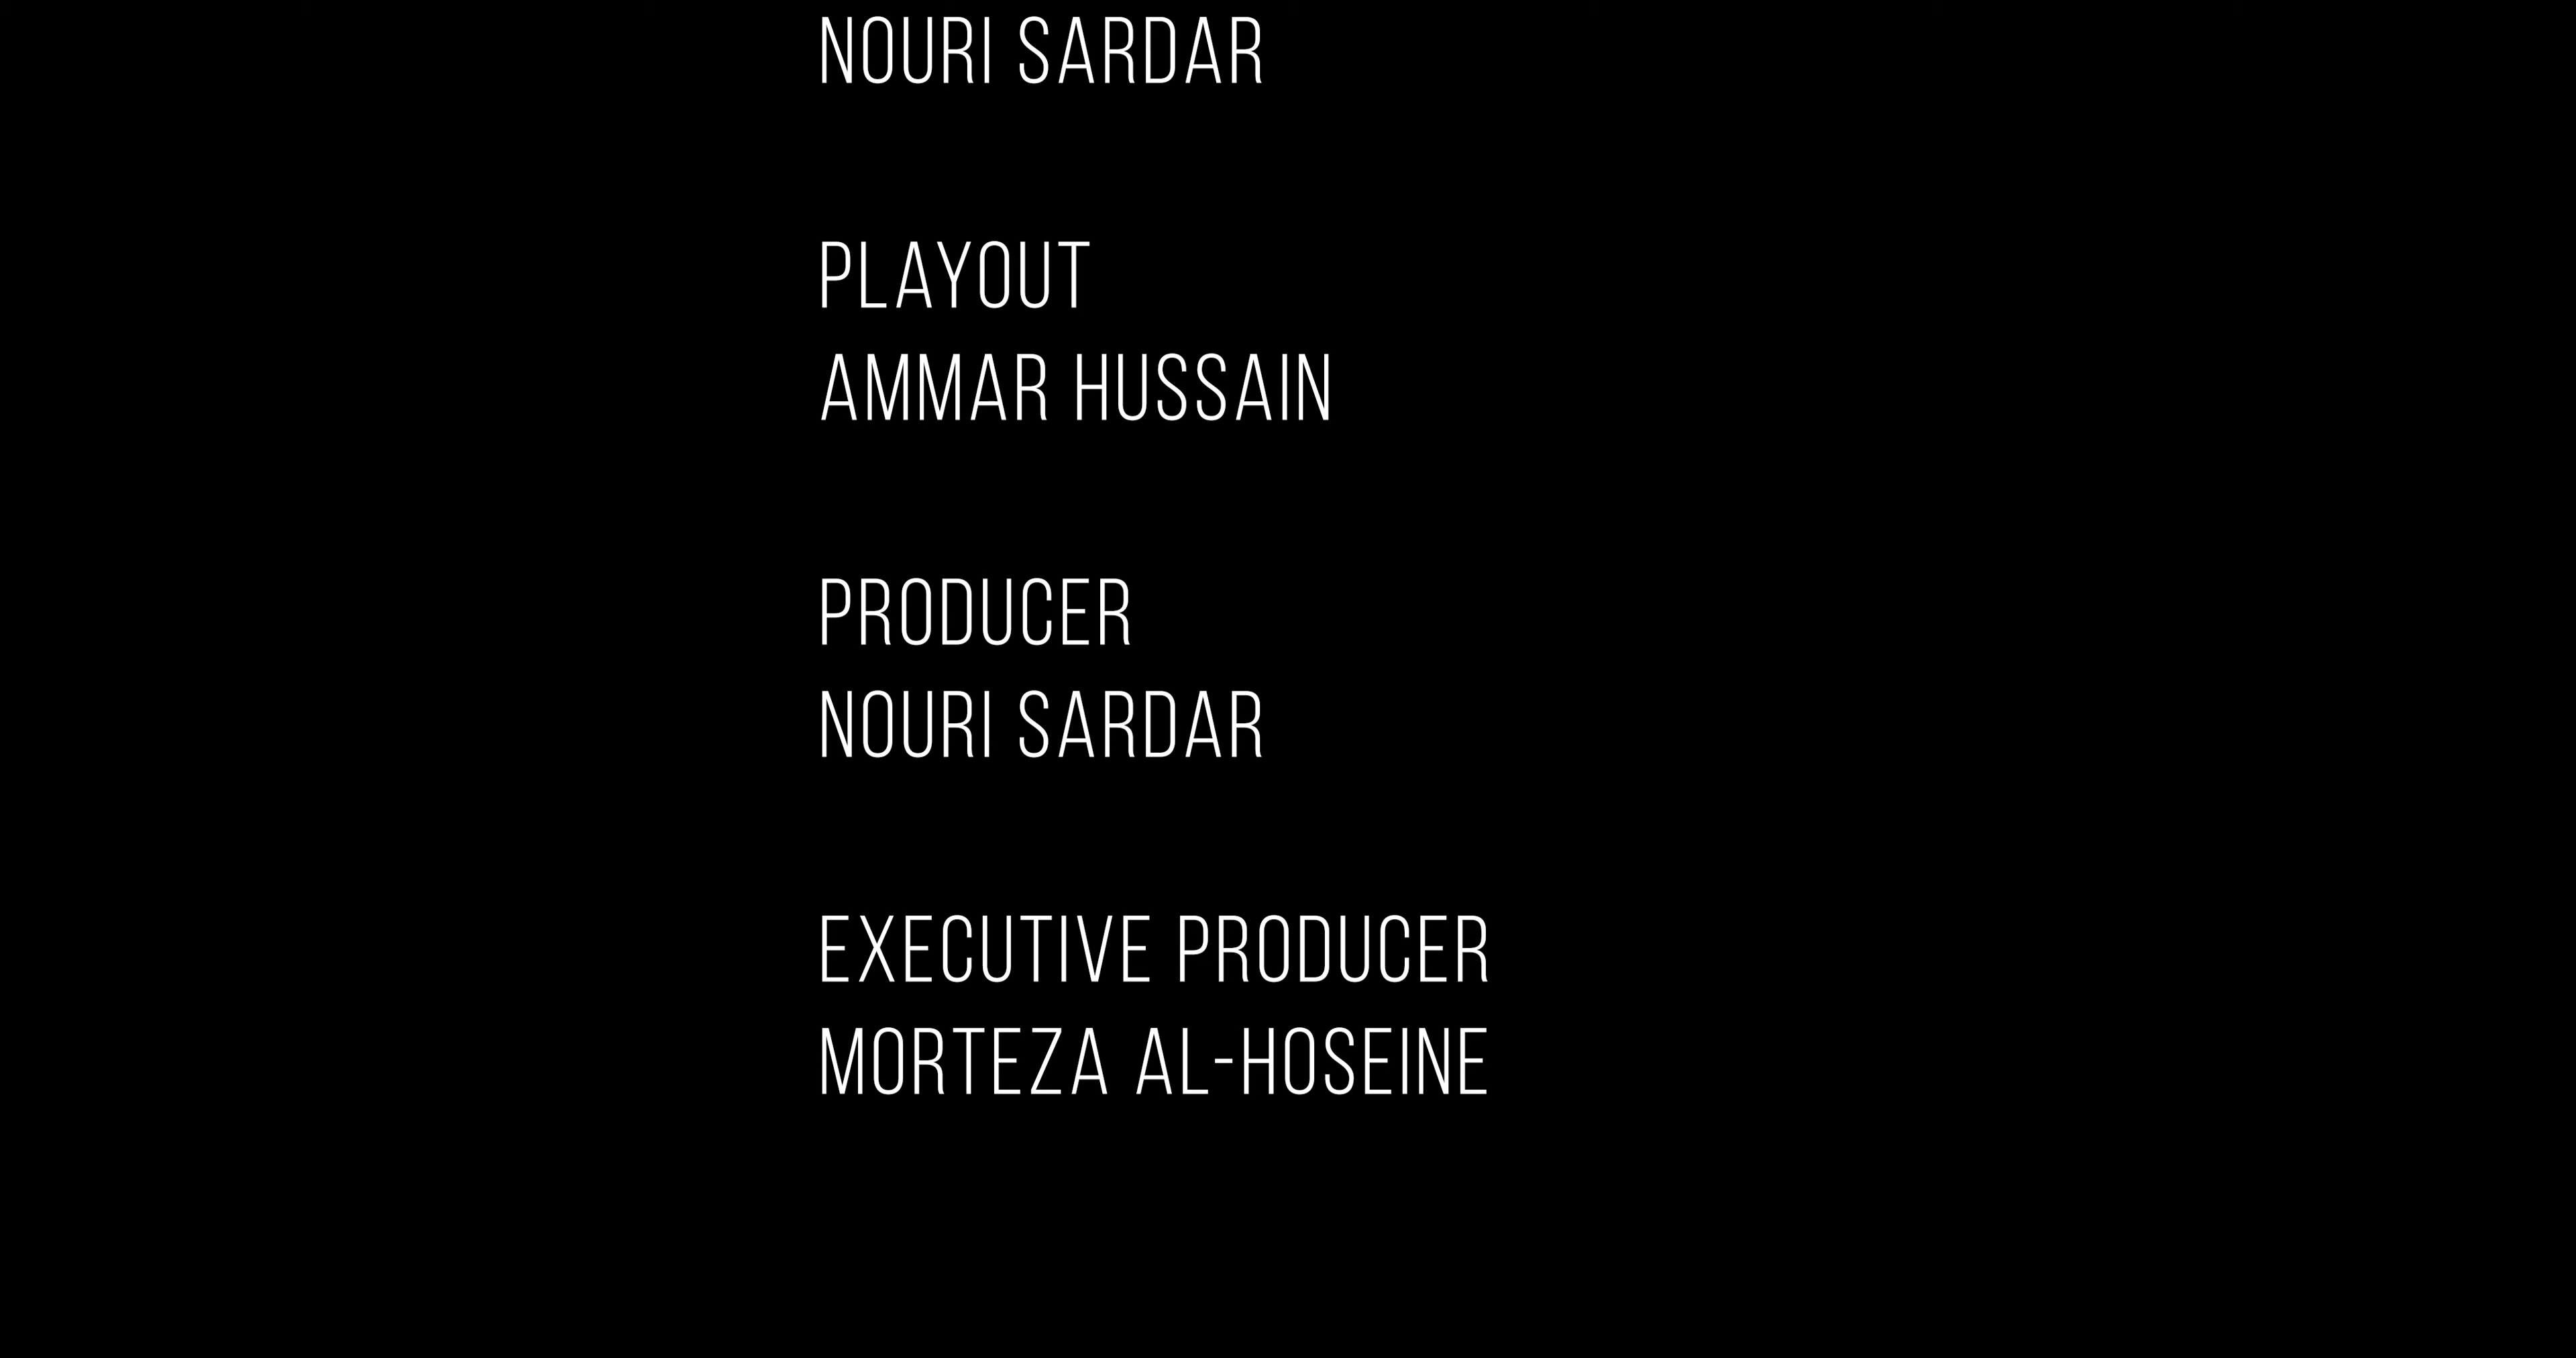 NOURI SARDAR
PLAYOUT
AMMAR HUSSAIN
PRODUCER
NOURI SARDAR
EXECUTIVE PRODUCER
MORTEZA AL-HOSEINE